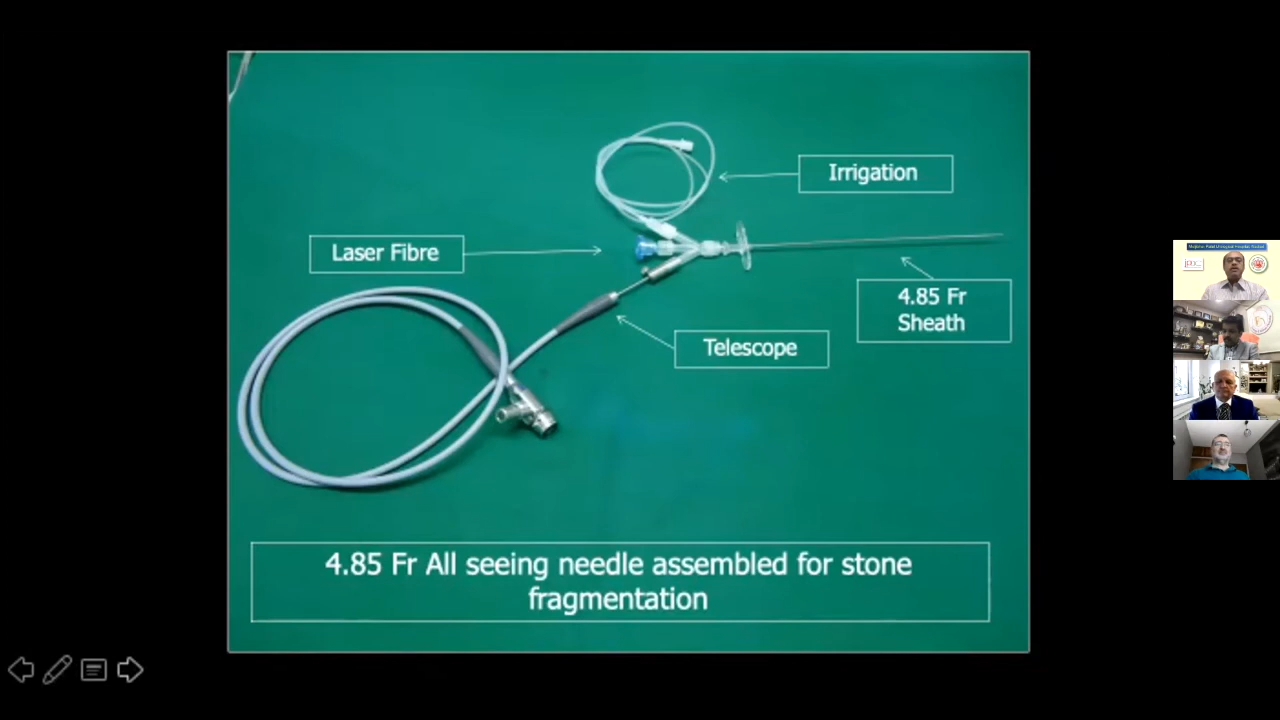 Irrigation
Laser Fibre
4.85 Fr
Sheath
Telescope
4.85 Fr All seeing needle assembled for stone
fragmentation